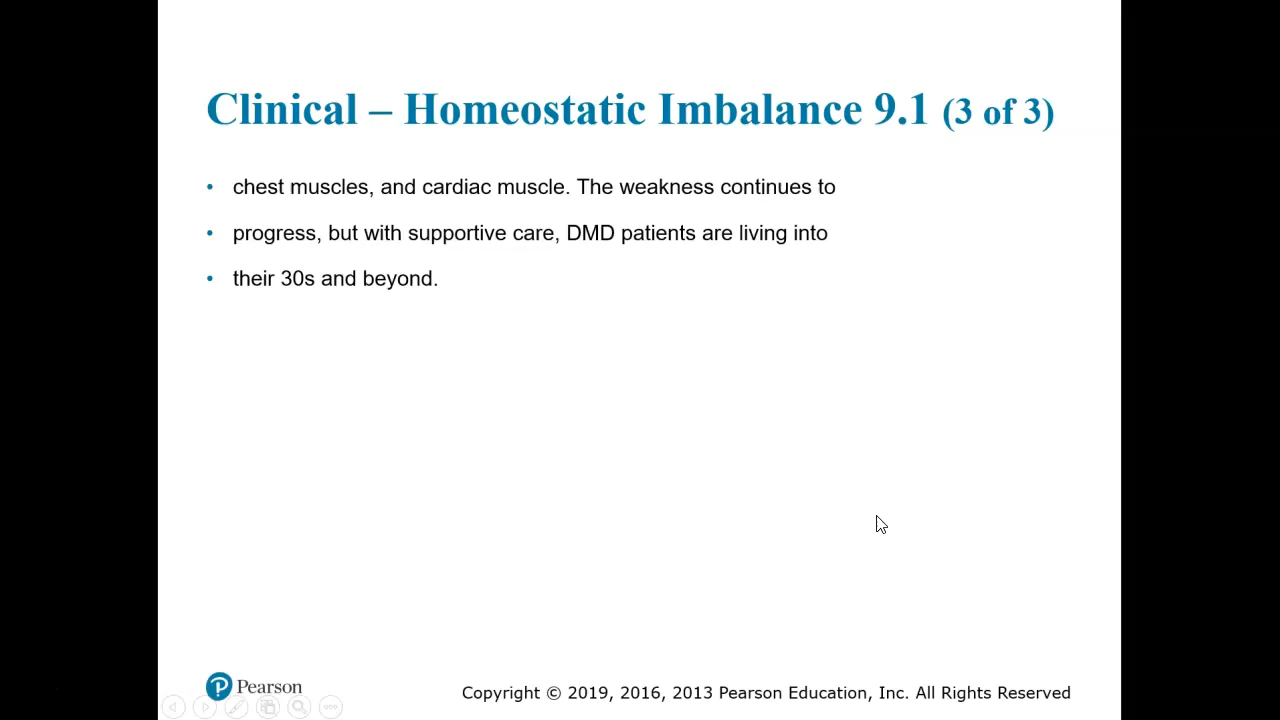 Clinical – Homeostatic Imbalance 9.1 (3 of 3)
• chest muscles, and cardiac muscle. The weakness continues to
• progress, but with supportive care, DMD patients are living into
• their 30s and beyond.
Pearson
Copyright © 2019, 2016, 2013 Pearson Education, Inc. All Rights Reserved